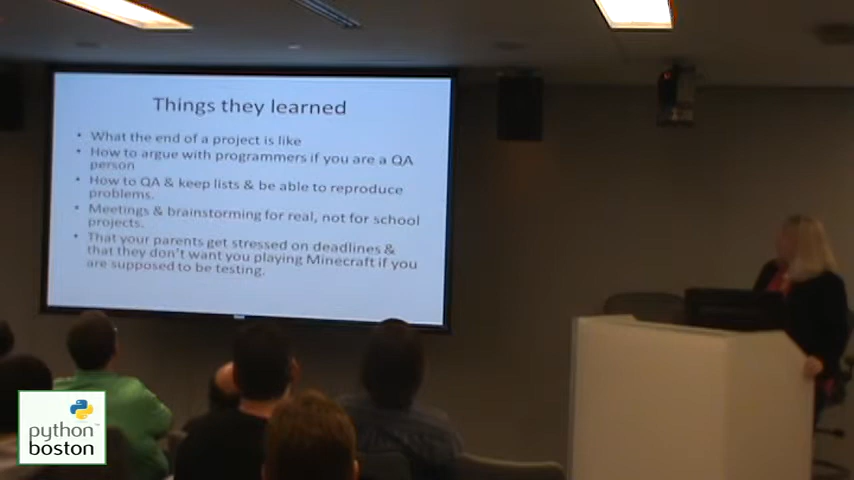 Things they learned
• What the end of a project is like
• How to argue with programmers if you are a QA
person
• How to QA & keep lists & be able to reproduce
problems.
• Meetings & brainstorming for real, not for school
projects.
• That your parents get stressed on deadlines &
that they don't want you playing Minecraft if you
are supposed to be testing.
python™
boston